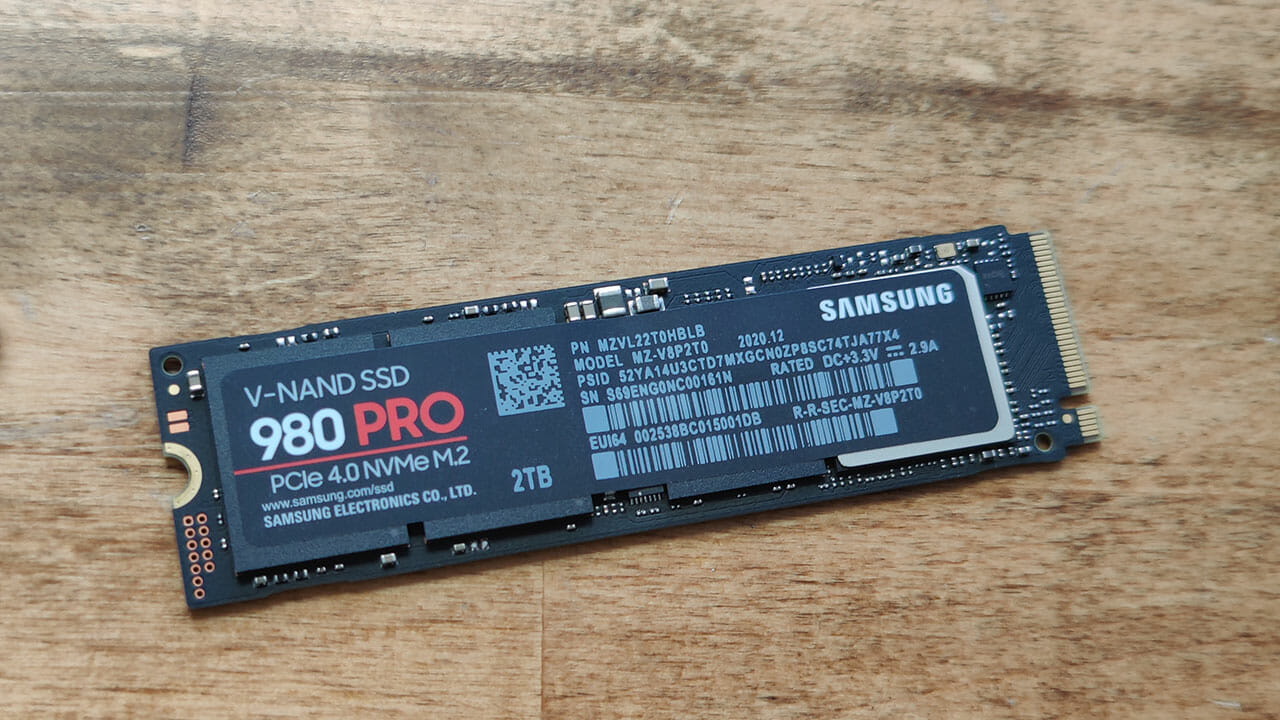 V-NAND SSD
980 PRO
PCIe 4.0 NVMe M.2
www.samsung.com/ssd
SAMSUNG ELECTRONICS CO., LTD.
2TB
SAMSUNG
PN MZVL22T0HBLB 2020.12
MODEL MZ-V8P2T0
PSID 52YA14U3CTD7MXGCN0ZP8SC74TJA77X4
SN S69ENG0NC00161N RATED DC+3.3V ⎓ 2.9A
EUI64 002538BC015001DB R-R-SEC-MZ-V8P2T0